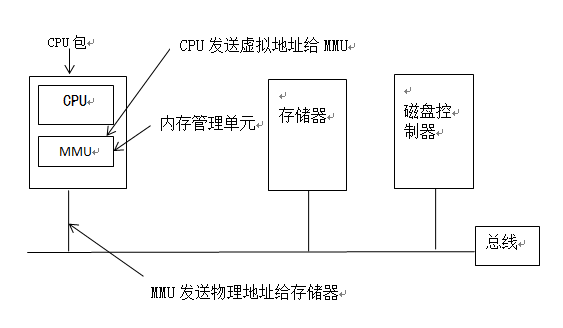 CPU 包
CPU 发送虚拟地址给 MMU
CPU
MMU
内存管理单元
存储器
磁盘控
制器
总线
MMU 发送物理地址给存储器